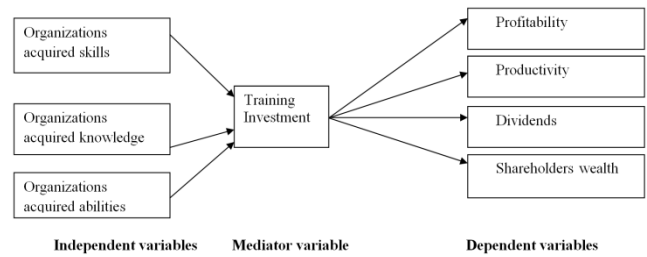 Organizations
acquired skills
Organizations
acquired knowledge
Organizations
acquired abilities
Training
Investment
Profitability
Productivity
Dividends
Shareholders wealth
Independent variables
Mediator variable
Dependent variables